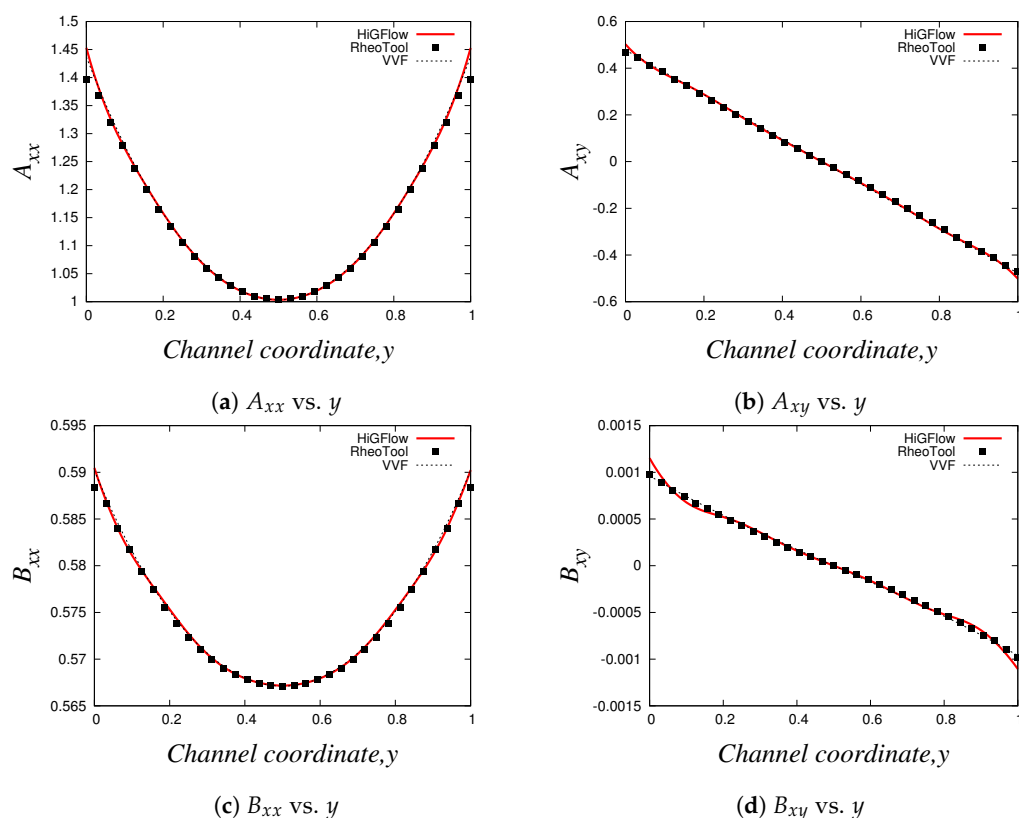 1.5
1.45
1.4
1.35
1.3
1.25
1.2
1.15
1.1
1.05
1
0 0.2 0.4 0.6 0.8 1
A_xx
Channel coordinate,y
HiGFlow
RheoTool
VVF
(a) A_xx vs. y
0.6
0.4
0.2
0
-0.2
-0.4
-0.6
0 0.2 0.4 0.6 0.8 1
A_xy
Channel coordinate,y
HiGFlow
RheoTool
VVF
(b) A_xy vs. y
0.595
0.59
0.585
0.58
0.575
0.57
0.565
0 0.2 0.4 0.6 0.8 1
B_xx
Channel coordinate,y
HiGFlow
RheoTool
VVF
(c) B_xx vs. y
0.0015
0.001
0.0005
0
-0.0005
-0.001
-0.0015
0 0.2 0.4 0.6 0.8 1
B_xy
Channel coordinate,y
HiGFlow
RheoTool
VVF
(d) B_xy vs. y